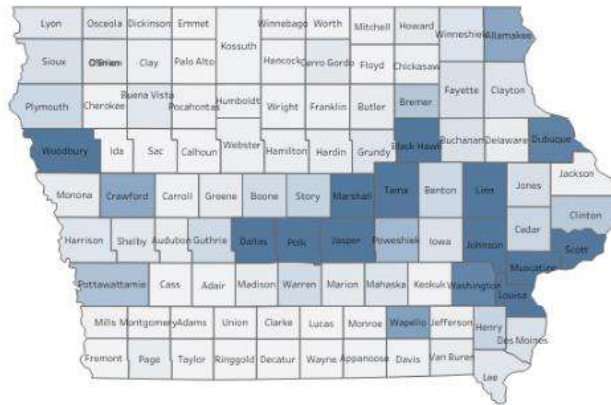 Lyon Osceola Dickinson Emmet Winnebago Worth Mitchell Howard Winneshiek Allamakee
Kossuth
Sioux O'Brien Clay Palo Alto Hancock Cerro Gordo Floyd Chickasaw
Plymouth Cherokee Buena Vista Pocahontas Humboldt Wright Franklin Butler Bremer Fayette Clayton
Woodbury Ida Sac Calhoun Webster Hamilton Hardin Grundy Black Hawk Buchanan Delaware Dubuque
Monona Crawford Carroll Greene Boone Story Marshall Tama Benton Linn Jones Jackson
Clinton
Harrison Shelby Audubon Guthrie Dallas Polk Jasper Poweshiek Iowa Johnson Cedar Scott
Muscatine
Pottawattamie Cass Adair Madison Warren Marion Mahaska Keokuk Washington Louisa
Mills Montgomery Adams Union Clarke Lucas Monroe Wapello Jefferson Henry Des Moines
Fremont Page Taylor Ringgold Decatur Wayne Appanoose Davis Van Buren Lee